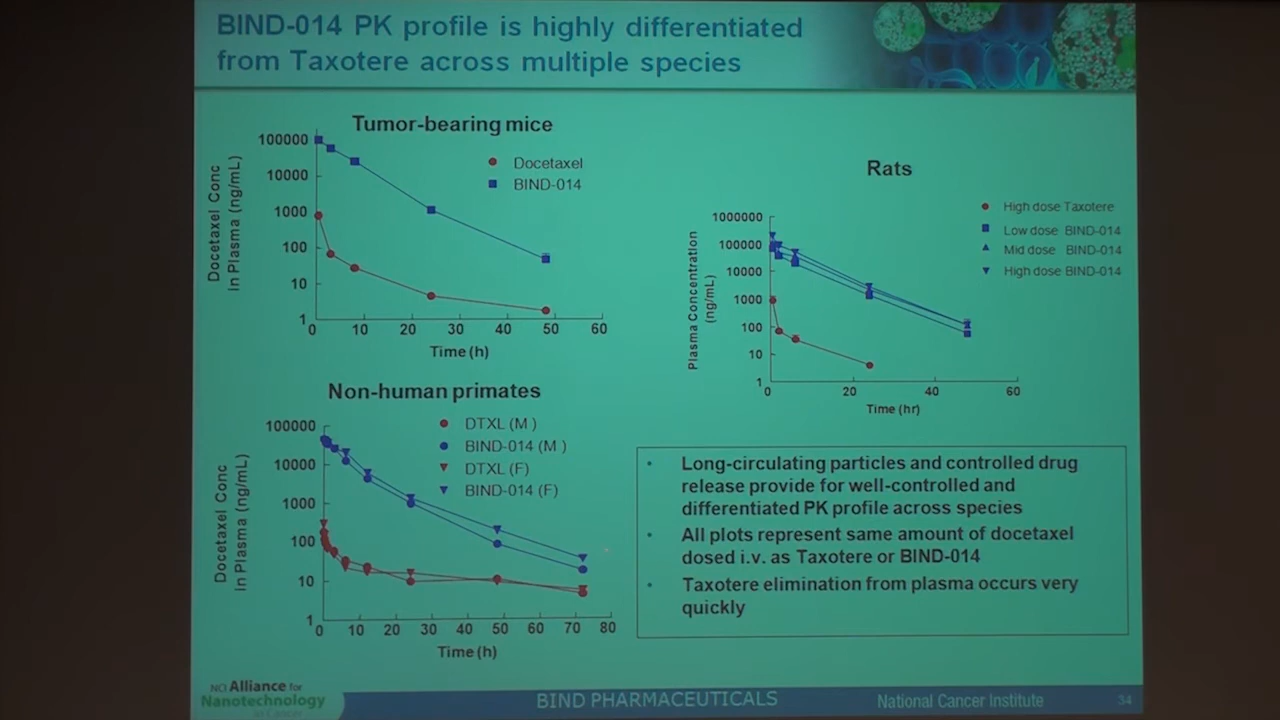 BIND-014 PK profile is highly differentiated
from Taxotere across multiple species
Tumor-bearing mice
Docetaxel Conc
In Plasma (ng/mL)
100000
10000
1000
100
10
1
0 10 20 30 40 50 60
Time (h)
Docetaxel
BIND-014
Rats
Plasma Concentration
(ng/mL)
1000000
100000
10000
1000
100
10
1
0 20 40 60
Time (hr)
High dose Taxotere
Low dose BIND-014
Mid dose BIND-014
High dose BIND-014
Non-human primates
Docetaxel Conc
In Plasma (ng/mL)
100000
10000
1000
100
10
1
0 10 20 30 40 50 60 70 80
Time (h)
DTXL (M )
BIND-014 (M )
DTXL (F)
BIND-014 (F)
• Long-circulating particles and controlled drug
release provide for well-controlled and
differentiated PK profile across species
• All plots represent same amount of docetaxel
dosed i.v. as Taxotere or BIND-014
• Taxotere elimination from plasma occurs very
quickly
NCI Alliance for
Nanotechnology
in Cancer
BIND PHARMACEUTICALS
National Cancer Institute
34